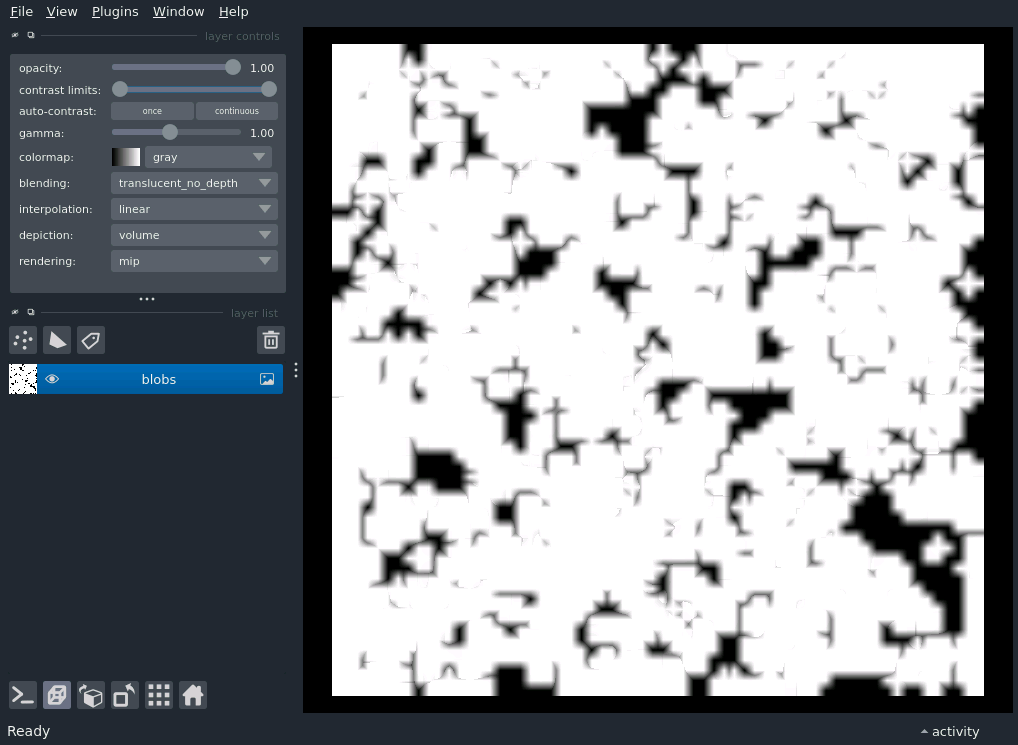 File View Plugins Window Help
layer controls
opacity: 1.00
contrast limits:
auto-contrast: once continuous
gamma: 1.00
colormap: gray
blending: translucent_no_depth
interpolation: linear
depiction: volume
rendering: mip
layer list
blobs
Ready activity